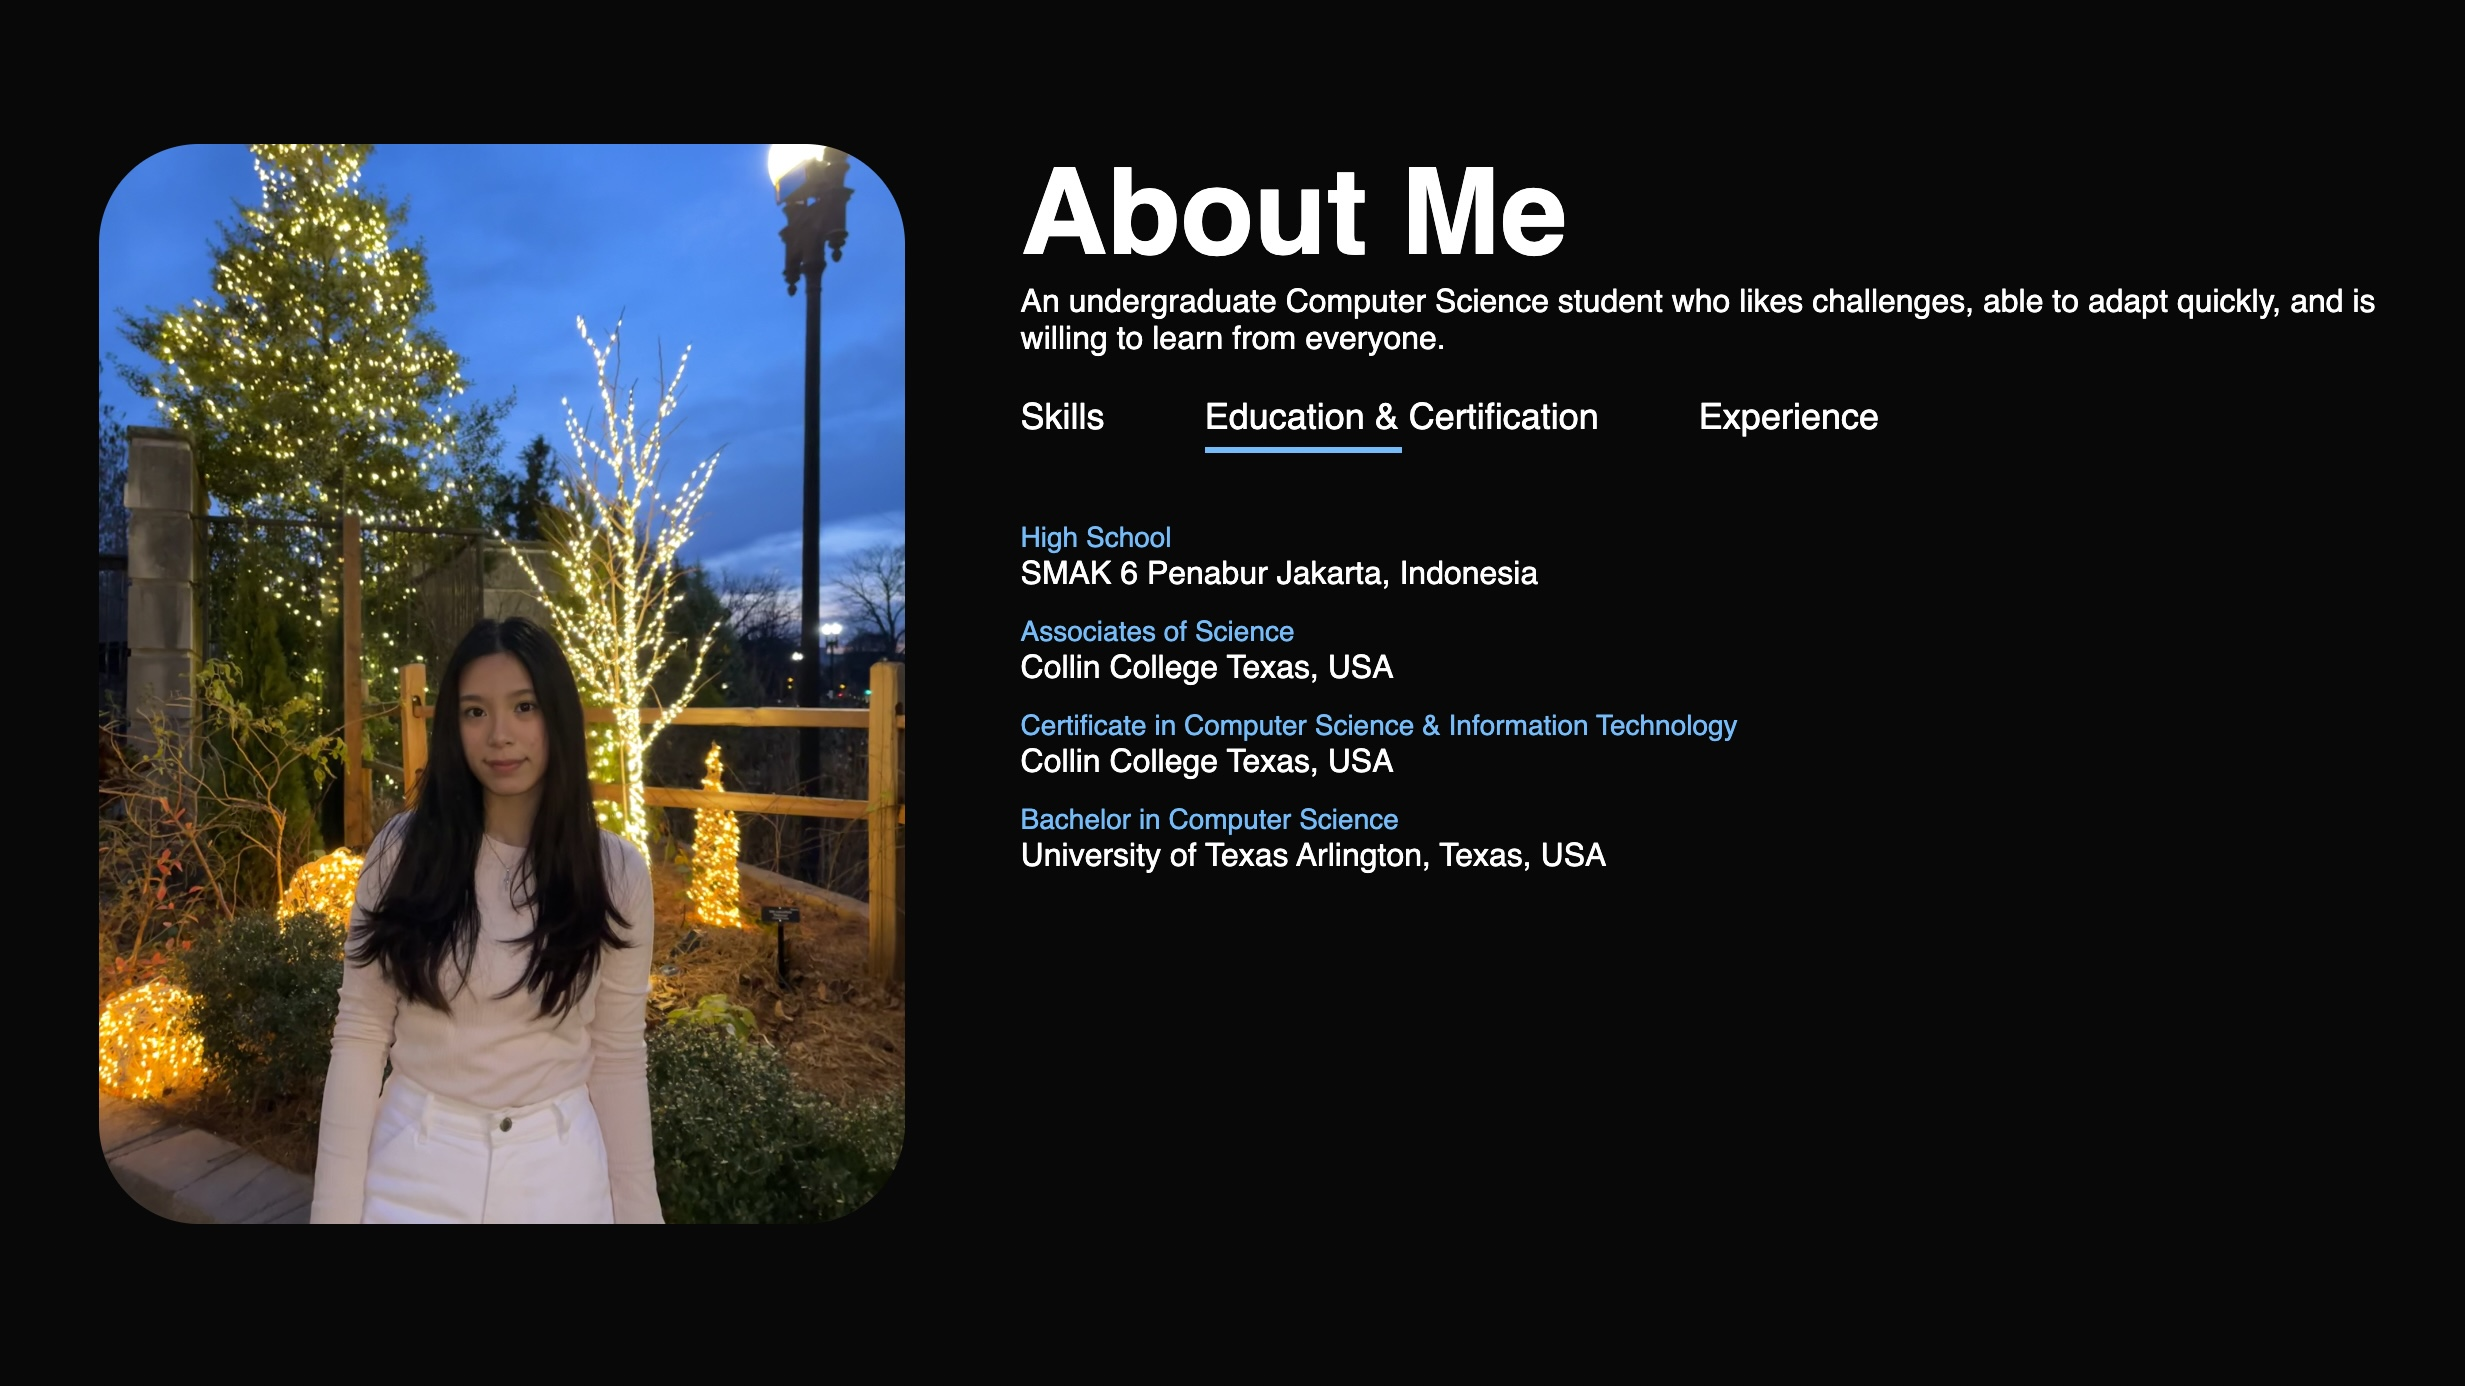 About Me
An undergraduate Computer Science student who likes challenges, able to adapt quickly, and is
willing to learn from everyone.
Skills
Education & Certification
Experience
High School
SMAK 6 Penabur Jakarta, Indonesia
Associates of Science
Collin College Texas, USA
Certificate in Computer Science & Information Technology
Collin College Texas, USA
Bachelor in Computer Science
University of Texas Arlington, Texas, USA